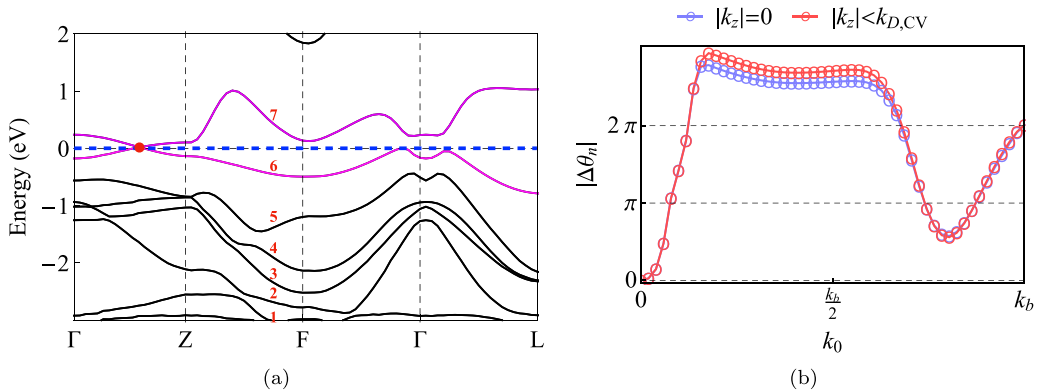 |k_z|=0 |k_z|<k_{D,CV}
2
1
0
−1
−2
Energy (eV)
7
6
5
4
3
2
1
Γ Z F Γ L
(a)
2 π
π
0
|Δθ_n|
0 k_b/2 k_b
k_0
(b)